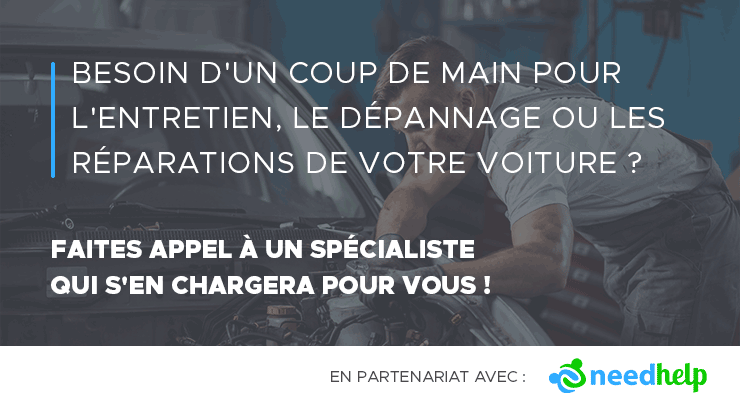 BESOIN D'UN COUP DE MAIN POUR
L'ENTRETIEN, LE DÉPANNAGE OU LES
RÉPARATIONS DE VOTRE VOITURE ?
FAITES APPEL À UN SPÉCIALISTE
QUI S'EN CHARGERA POUR VOUS !
EN PARTENARIAT AVEC :
needhelp